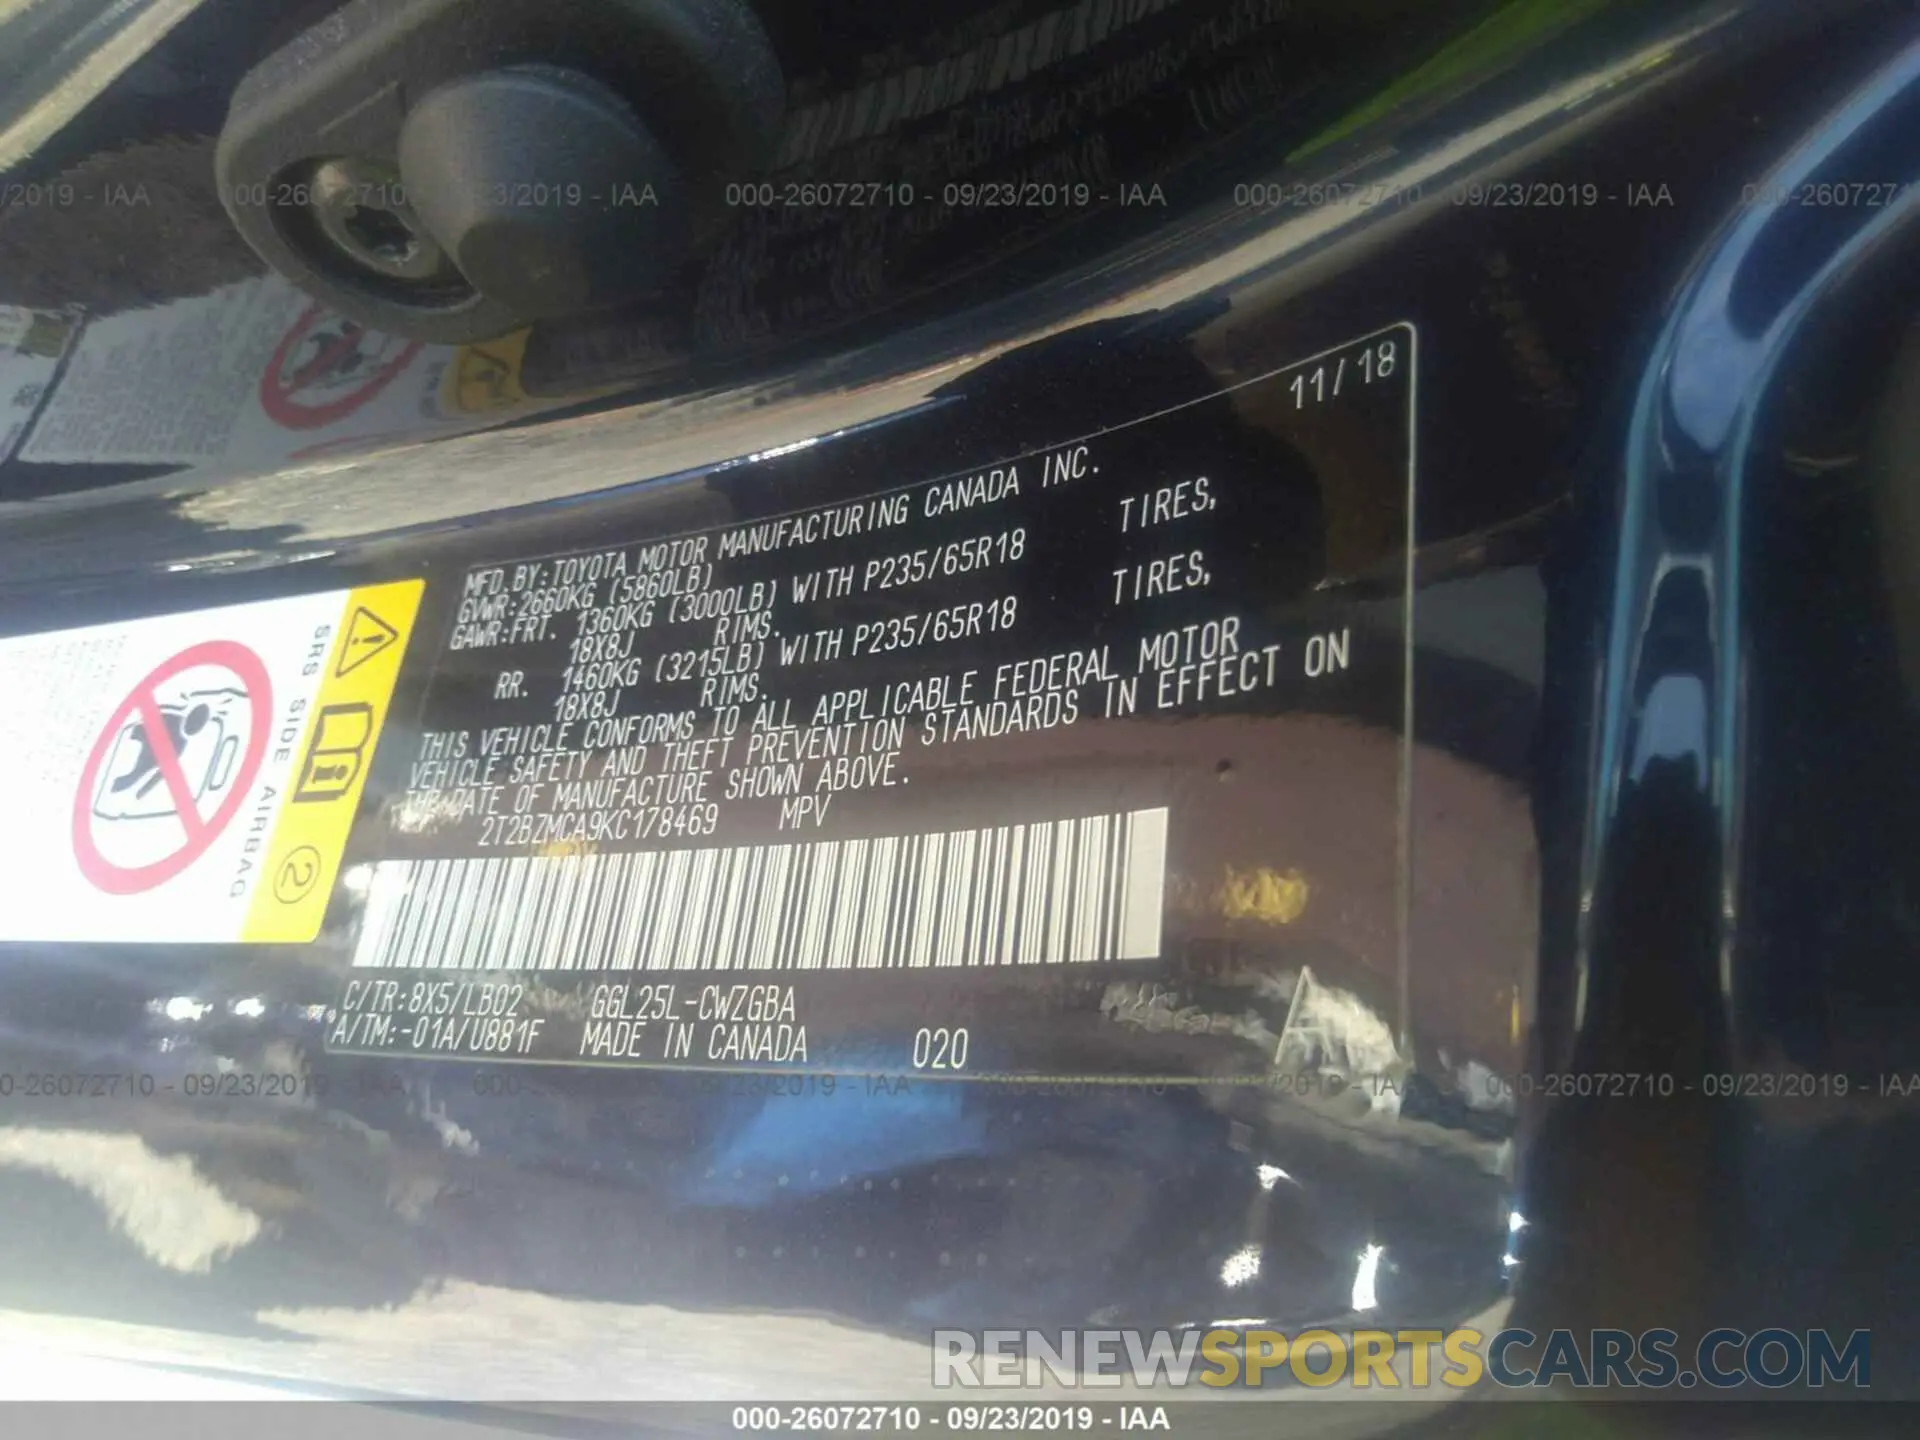 000-26072710 - 09/23/2019 - IAA
11/18
MFD. BY: TOYOTA MOTOR MANUFACTURING CANADA INC.
GVWR: 2660KG (5860LB)
GAWR: FRT. 1360KG (3000LB) WITH P235/65R18 TIRES,
18X8J RIMS.
RR. 1460KG (3215LB) WITH P235/65R18 TIRES,
18X8J RIMS.
THIS VEHICLE CONFORMS TO ALL APPLICABLE FEDERAL MOTOR
VEHICLE SAFETY AND THEFT PREVENTION STANDARDS IN EFFECT ON
THE DATE OF MANUFACTURE SHOWN ABOVE.
2T2BZMCA9KC178469 MPV
C/TR: 8X5/LB02 GGL25L-CWZGBA
A/TM: -01A/U881F MADE IN CANADA 020
SRS SIDE AIRBAG
2
000-26072710 - 09/23/2019 - IAA
RENEWSPORTSCARS.COM
000-26072710 - 09/23/2019 - IAA